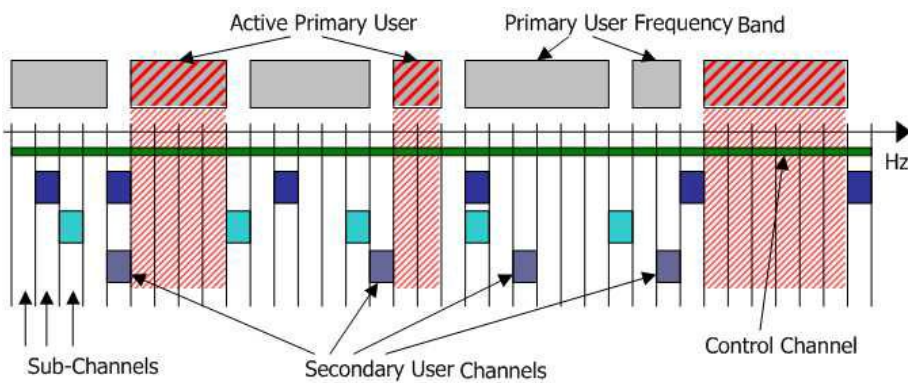 Active Primary User
Primary User Frequency Band
Hz
Sub-Channels
Secondary User Channels
Control Channel